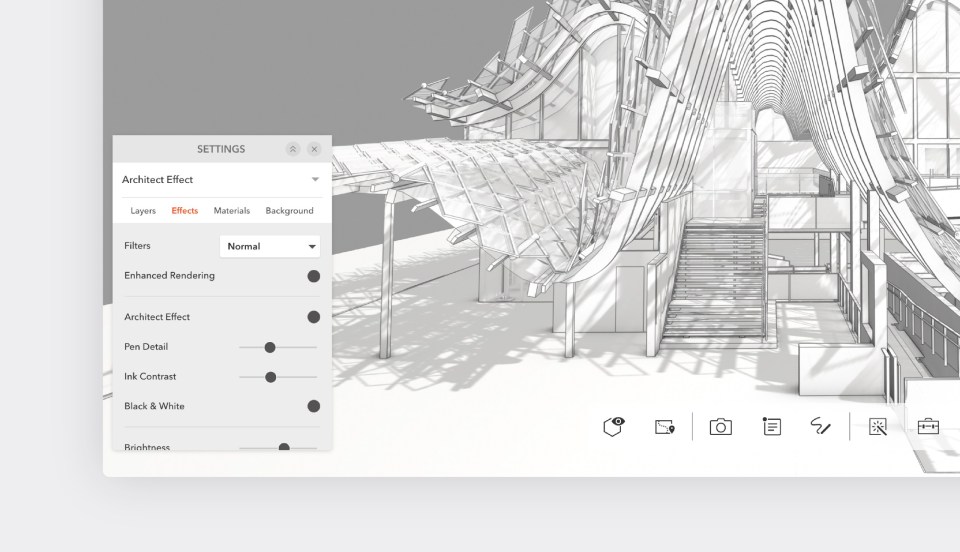 SETTINGS
Architect Effect
Layers Effects Materials Background
Filters Normal
Enhanced Rendering
Architect Effect
Pen Detail
Ink Contrast
Black & White
Brightness